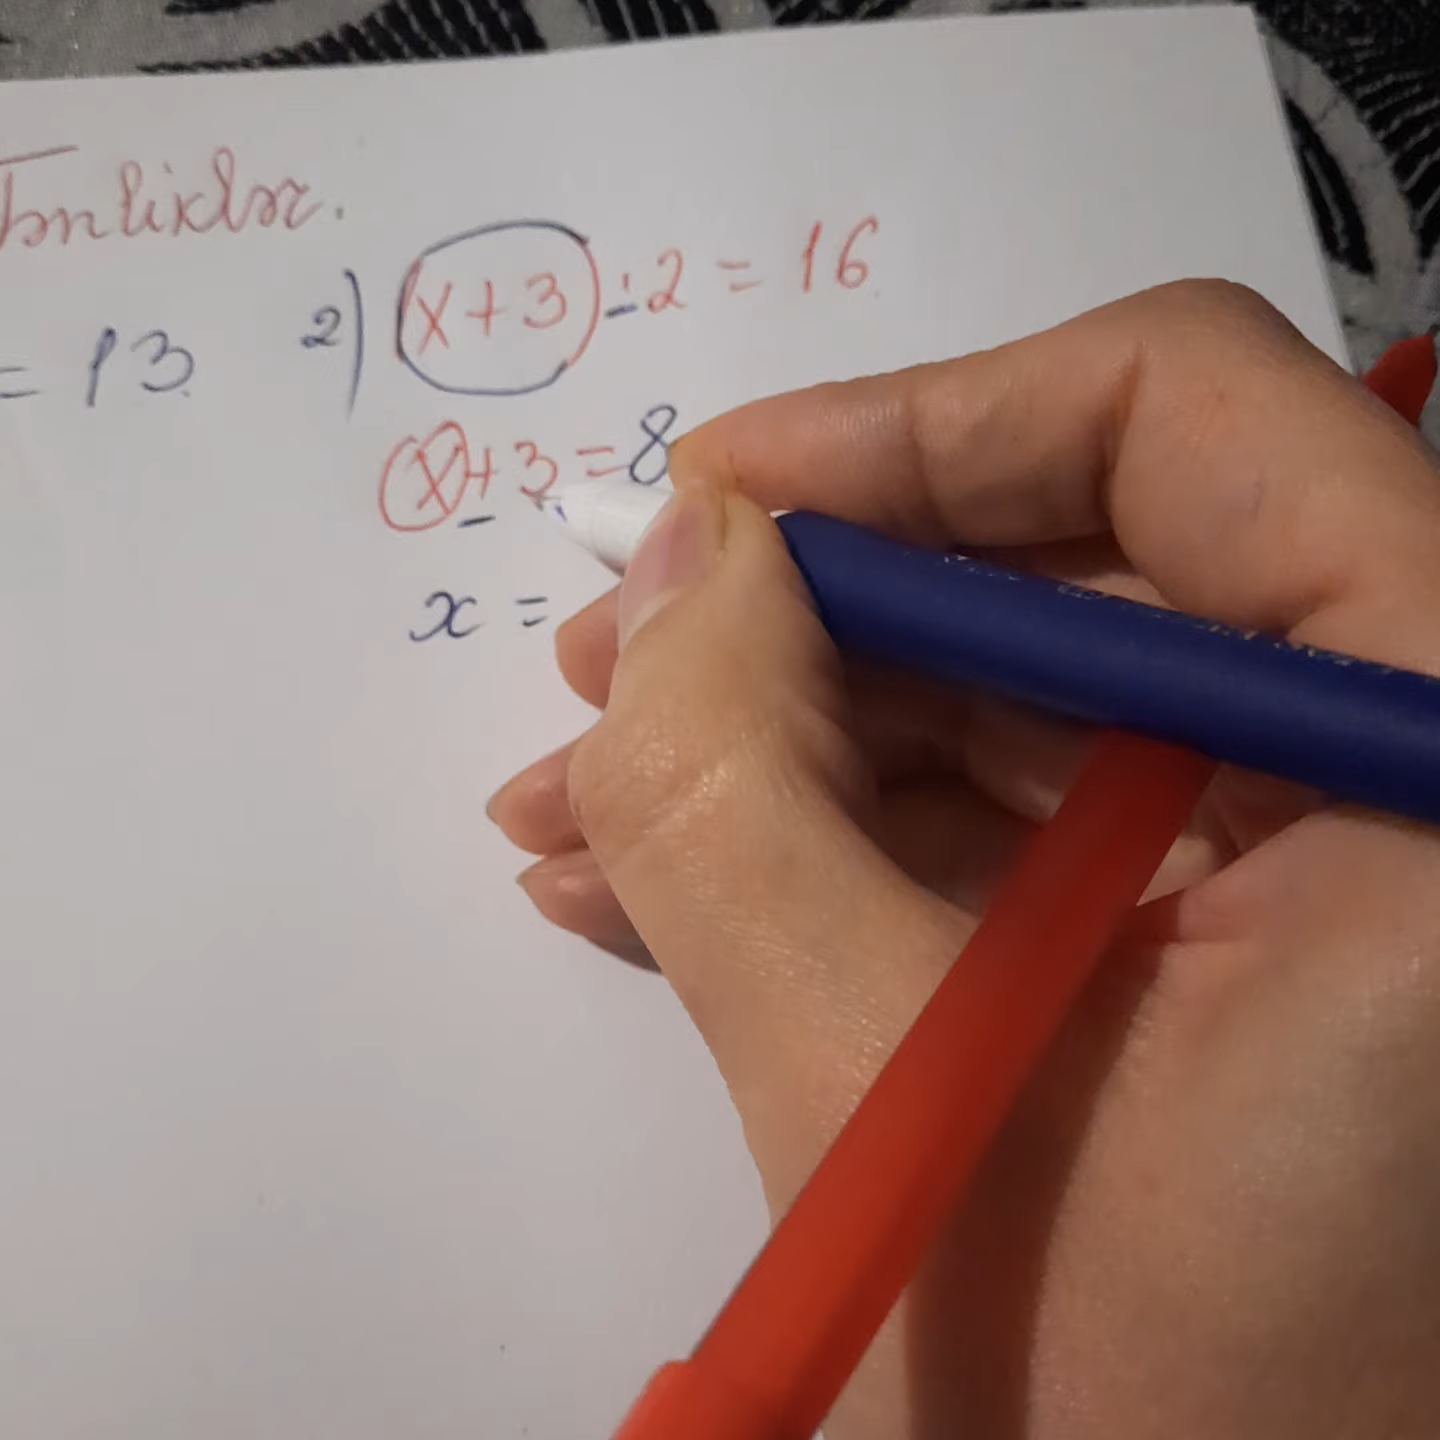 Tənliklər.
= 13
2) (x+3)·2 = 16
x+3=8
x =